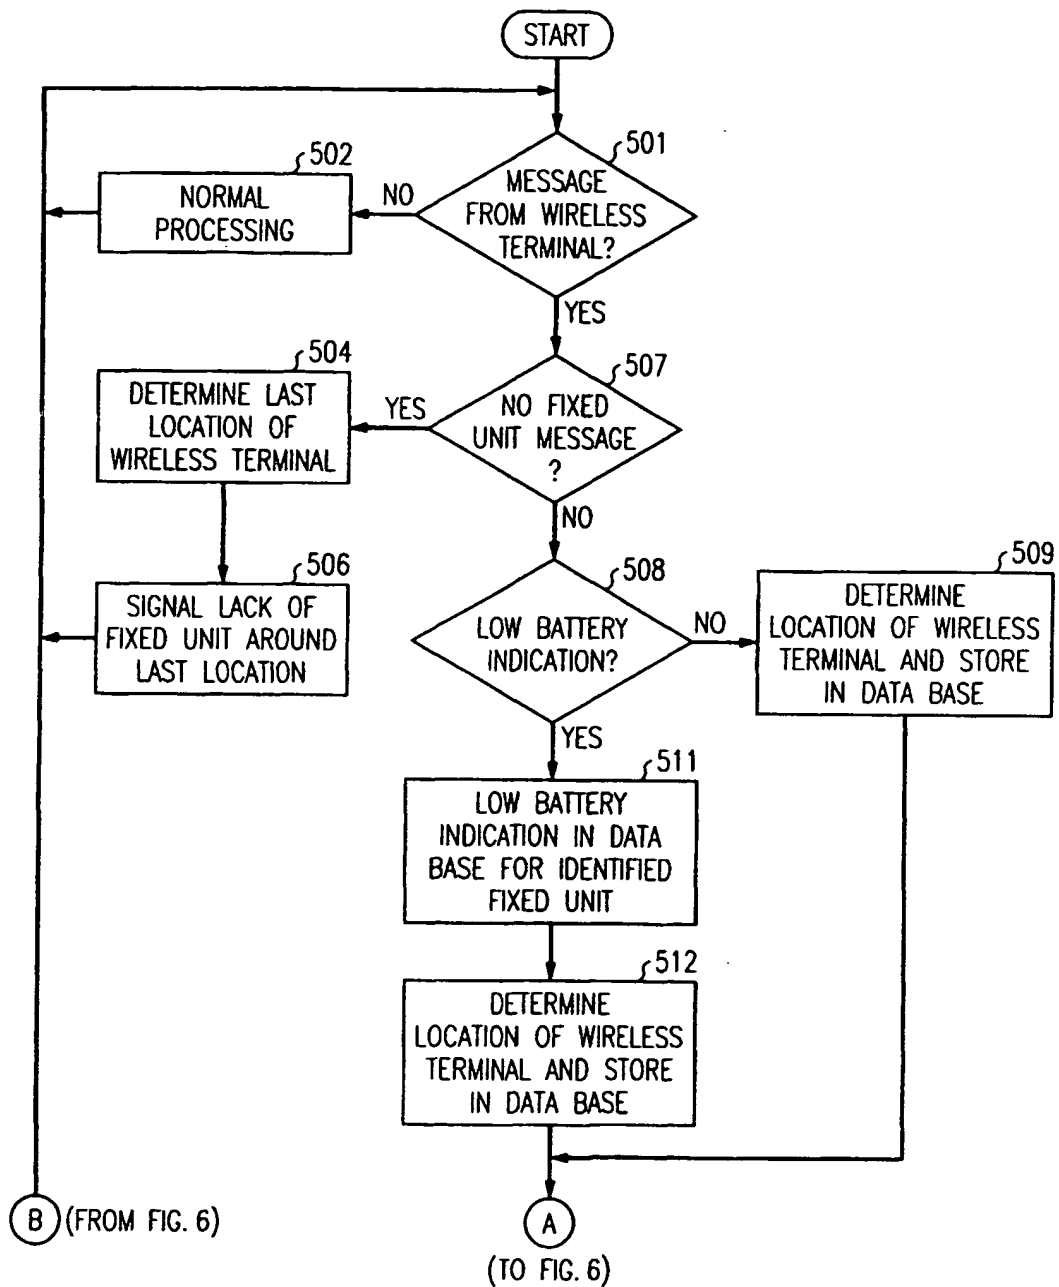 START
501
MESSAGE
FROM WIRELESS
TERMINAL?
NO
502
NORMAL
PROCESSING
YES
507
NO FIXED
UNIT MESSAGE
?
YES
504
DETERMINE LAST
LOCATION OF
WIRELESS TERMINAL
506
SIGNAL LACK OF
FIXED UNIT AROUND
LAST LOCATION
NO
508
LOW BATTERY
INDICATION?
NO
509
DETERMINE
LOCATION OF WIRELESS
TERMINAL AND STORE
IN DATA BASE
YES
511
LOW BATTERY
INDICATION IN DATA
BASE FOR IDENTIFIED
FIXED UNIT
512
DETERMINE
LOCATION OF WIRELESS
TERMINAL AND STORE
IN DATA BASE
B (FROM FIG. 6)
A
(TO FIG. 6)